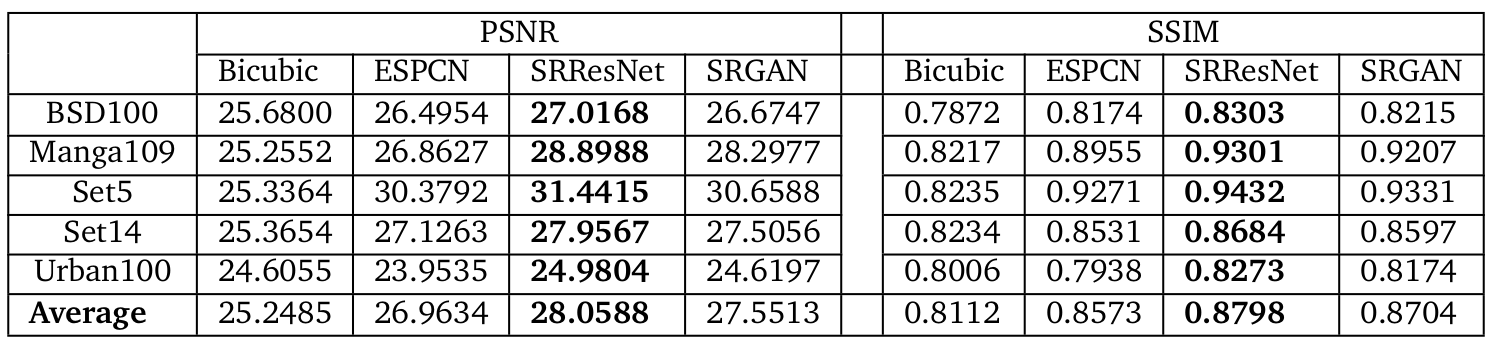 PSNR SSIM
Bicubic ESPCN SRResNet SRGAN Bicubic ESPCN SRResNet SRGAN
BSD100 25.6800 26.4954 27.0168 26.6747 0.7872 0.8174 0.8303 0.8215
Manga109 25.2552 26.8627 28.8988 28.2977 0.8217 0.8955 0.9301 0.9207
Set5 25.3364 30.3792 31.4415 30.6588 0.8235 0.9271 0.9432 0.9331
Set14 25.3654 27.1263 27.9567 27.5056 0.8234 0.8531 0.8684 0.8597
Urban100 24.6055 23.9535 24.9804 24.6197 0.8006 0.7938 0.8273 0.8174
Average 25.2485 26.9634 28.0588 27.5513 0.8112 0.8573 0.8798 0.8704